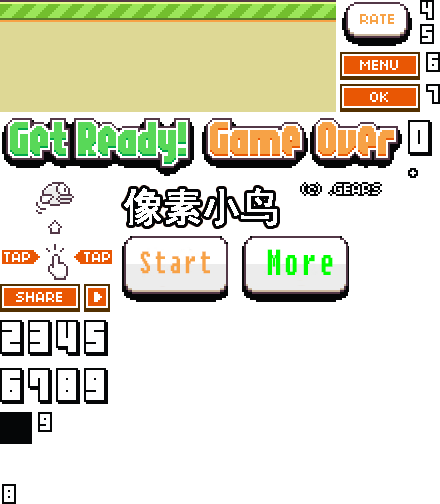 RATE
4
5
MENU
6
OK
7
Get Ready!
Game Over
1
像素小鸟
© .GEARS
TAP
TAP
Start
More
SHARE
2345
6789
9
8